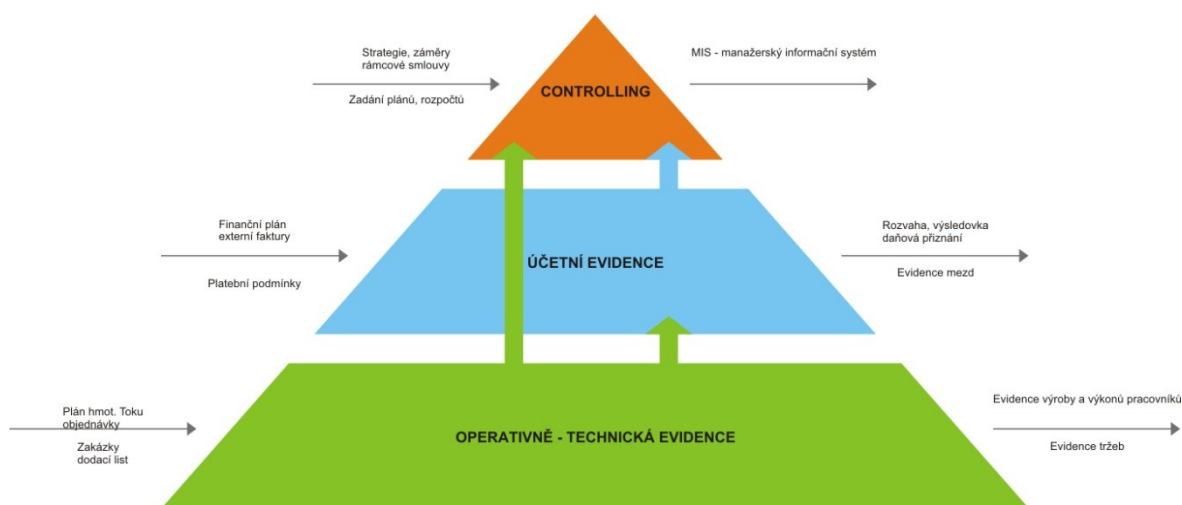 Strategie, záměry
rámcové smlouvy
Zadání plánů, rozpočtů
CONTROLLING
MIS - manažerský informační systém
Finanční plán
externí faktury
Platební podmínky
ÚČETNÍ EVIDENCE
Rozvaha, výsledovka
daňová přiznání
Evidence mezd
Plán hmot. Toku
objednávky
Zakázky
dodací list
OPERATIVNĚ - TECHNICKÁ EVIDENCE
Evidence výroby a výkonů pracovníků
Evidence tržeb